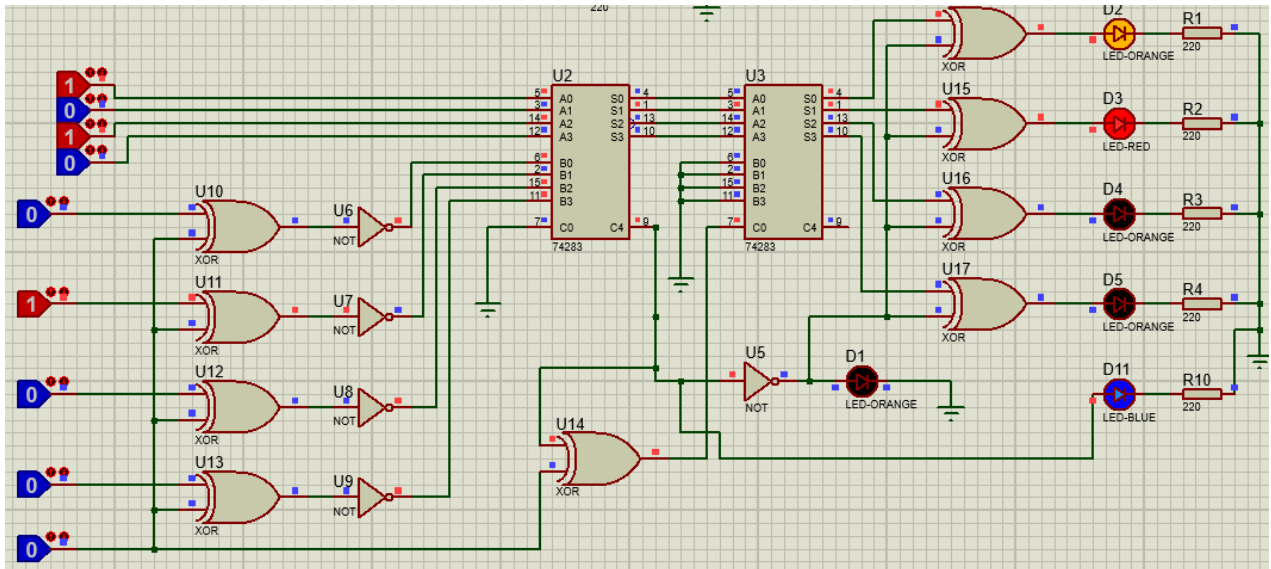 220
D2
R1
LED-ORANGE
220
XOR
1
0
1
0
U2
5 A0 S0 4
3 A1 S1 1
14 A2 S2 13
12 A3 S3 10
6 B0
2 B1
15 B2
11 B3
7 C0 C4 9
74283
U3
5 A0 S0 4
3 A1 S1 1
14 A2 S2 13
12 A3 S3 10
6 B0
2 B1
15 B2
11 B3
7 C0 C4 9
74283
U15
XOR
D3
LED-RED
R2
220
0
U10
XOR
U6
NOT
U16
XOR
D4
LED-ORANGE
R3
220
1
U11
XOR
U7
NOT
U17
XOR
D5
LED-ORANGE
R4
220
0
U12
XOR
U8
NOT
U5
NOT
D1
LED-ORANGE
D11
LED-BLUE
R10
220
0
U13
XOR
U9
NOT
U14
XOR
0